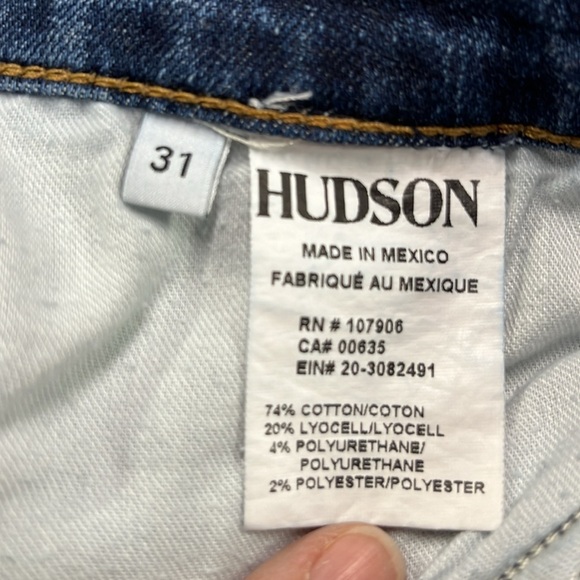 31
HUDSON
MADE IN MEXICO
FABRIQUÉ AU MEXIQUE
RN # 107906
CA# 00635
EIN# 20-3082491
74% COTTON/COTON
20% LYOCELL/LYOCELL
4% POLYURETHANE/
POLYURETHANE
2% POLYESTER/POLYESTER